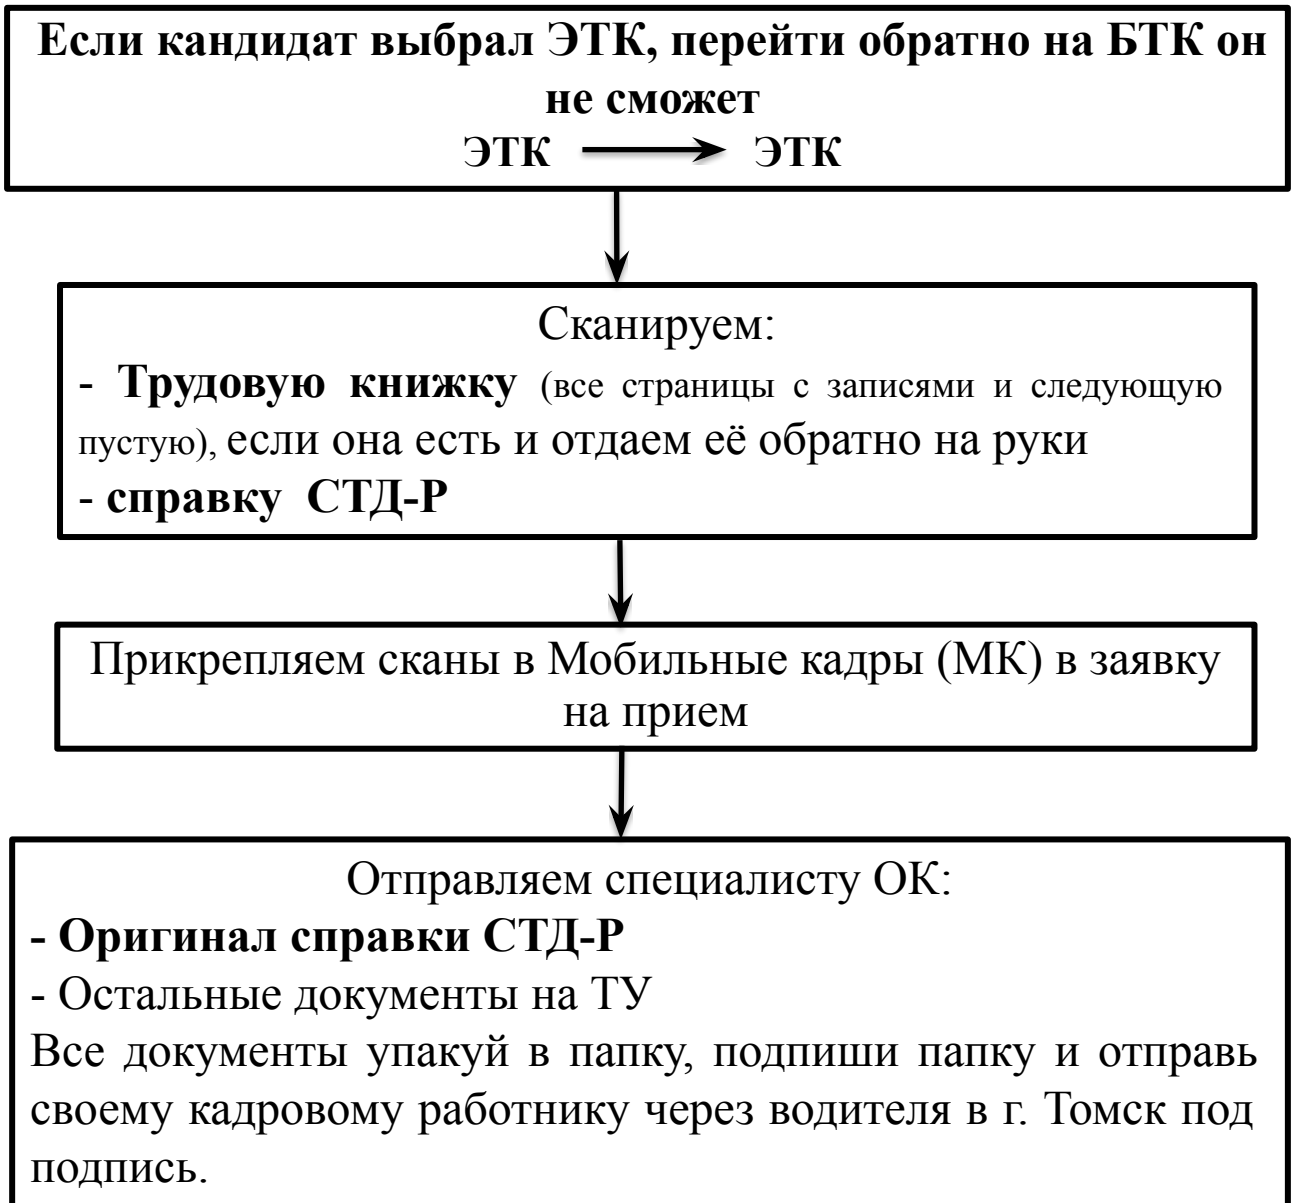 Если кандидат выбрал ЭТК, перейти обратно на БТК он
не сможет
ЭТК ЭТК
Сканируем:
- Трудовую книжку (все страницы с записями и следующую
пустую), если она есть и отдаем её обратно на руки
- справку СТД-Р
Прикрепляем сканы в Мобильные кадры (МК) в заявку
на прием
Отправляем специалисту ОК:
- Оригинал справки СТД-Р
- Остальные документы на ТУ
Все документы упакуй в папку, подпиши папку и отправь
своему кадровому работнику через водителя в г. Томск под
подпись.